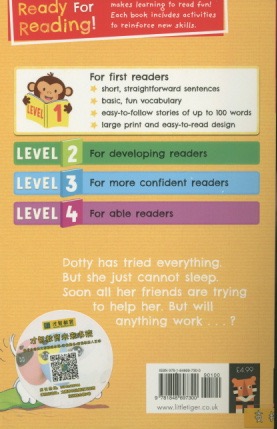 Ready For
Reading!
makes learning to read fun!
Each book includes activities
to reinforce new skills.
LEVEL 1
For first readers
short, straightforward sentences
basic, fun vocabulary
easy-to-follow stories of up to 100 words
large print and easy-to-read design
LEVEL 2
For developing readers
LEVEL 3
For more confident readers
LEVEL 4
For able readers
Dotty has tried everything.
But she just cannot sleep.
Soon all her friends are trying
to help her. But will
anything work . . . ?
£4.99
www.littletiger.co.uk